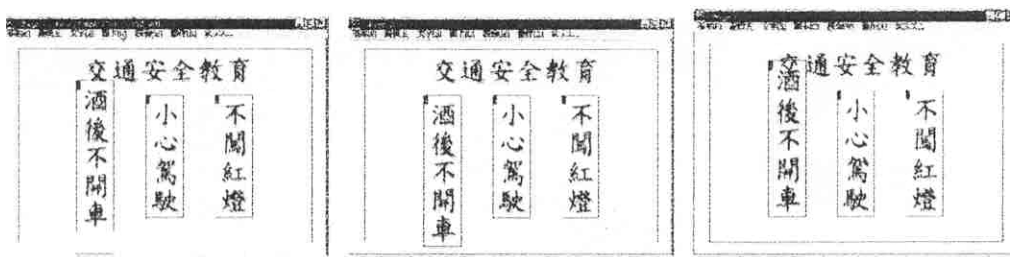 交通安全教育
不闖紅燈
小心駕駛
酒後不開車
交通安全教育
不闖紅燈
小心駕駛
酒後不開車
交通安全教育
不闖紅燈
小心駕駛
酒後不開車